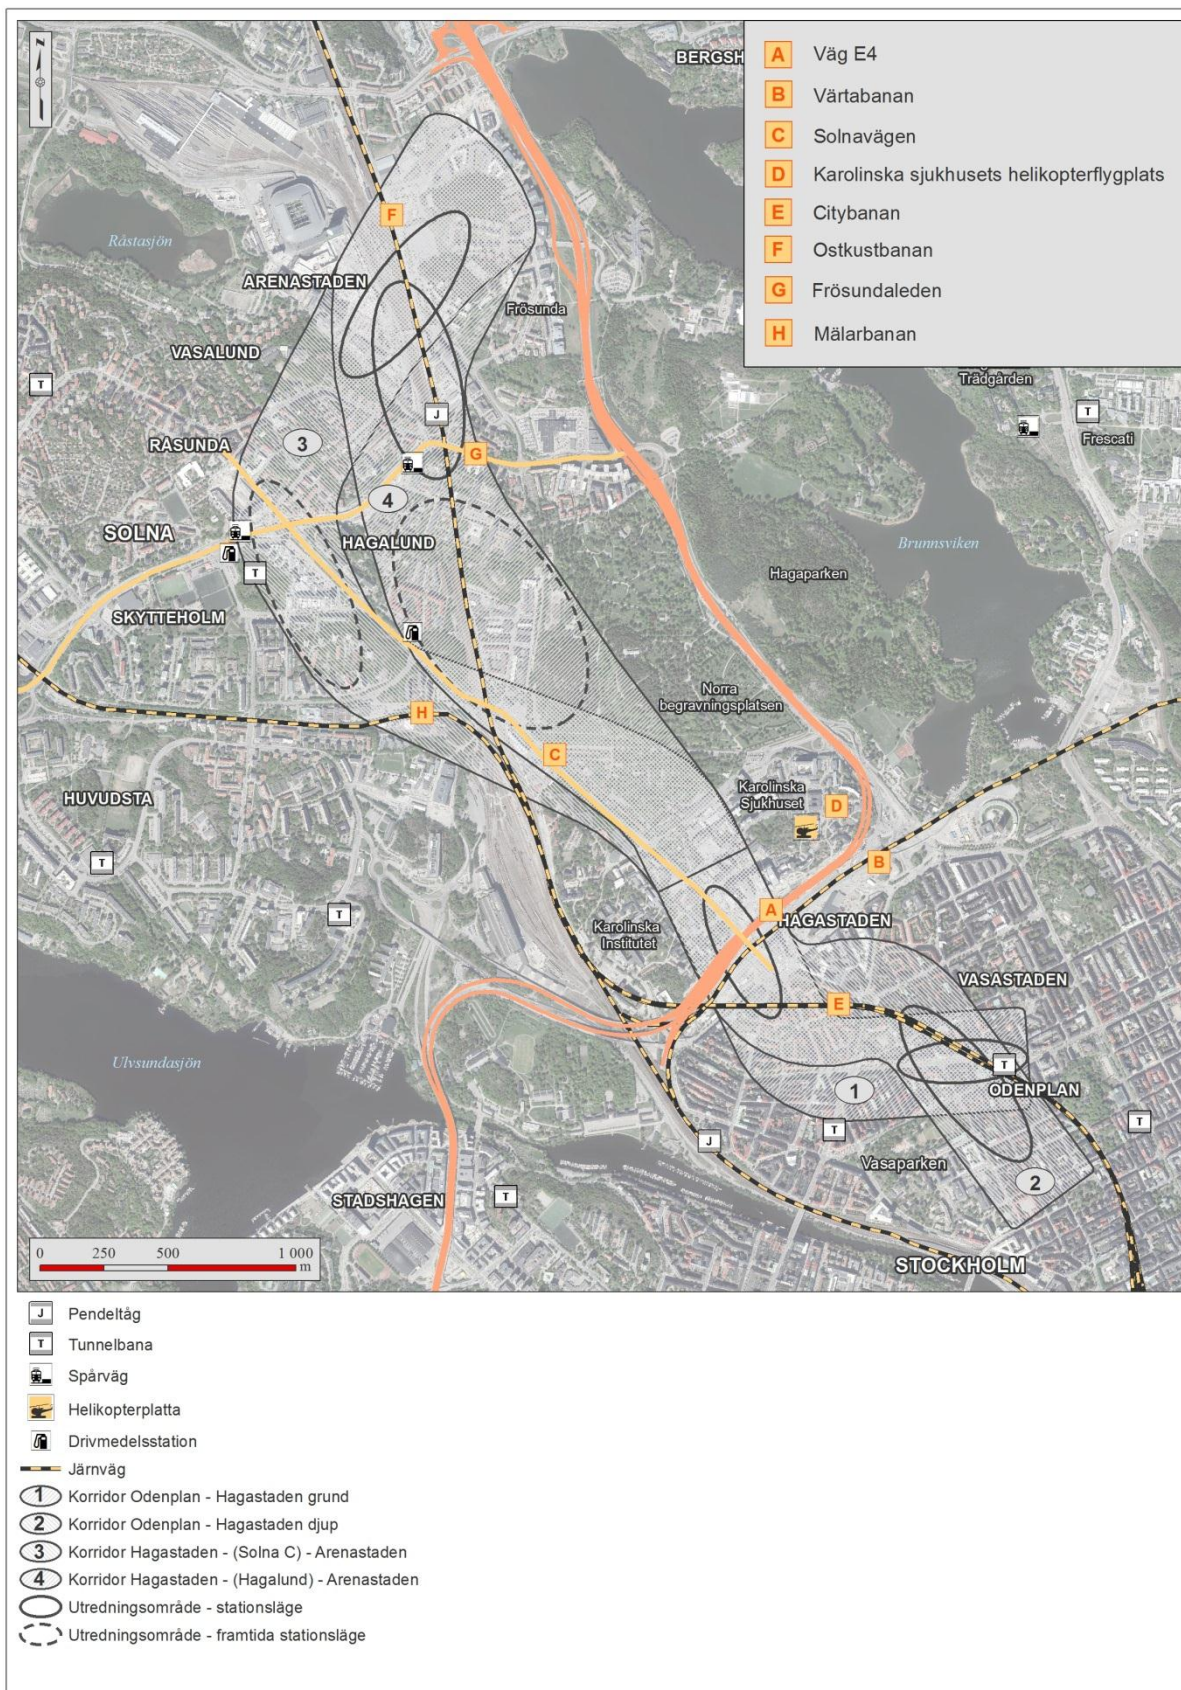 N
BERGSH
A Väg E4
B Värtabanan
C Solnavägen
D Karolinska sjukhusets helikopterflygplats
E Citybanan
F Ostkustbanan
G Frösundaleden
H Mälarbanan
F
Råstasjön
ARENASTADEN
Frösunda
VASALUND
Trädgården
T
J
T
Frescati
RÅSUNDA
3
G
4
SOLNA
HAGALUND
Brunnsviken
T
Hagaparken
SKYTTEHOLM
Norra
begravningsplatsen
H
C
HUVUDSTA
Karolinska
Sjukhuset
D
T
B
T
A
HAGASTADEN
Karolinska
Institutet
VASASTADEN
E
Ulvsundasjön
T
1
ODENPLAN
T
T
J
Vasaparken
2
STADSHAGEN
T
STOCKHOLM
0 250 500 1 000
m
J Pendeltåg
T Tunnelbana
Spårväg
Helikopterplatta
Drivmedelsstation
Järnväg
1 Korridor Odenplan - Hagastaden grund
2 Korridor Odenplan - Hagastaden djup
3 Korridor Hagastaden - (Solna C) - Arenastaden
4 Korridor Hagastaden - (Hagalund) - Arenastaden
Utredningsområde - stationsläge
Utredningsområde - framtida stationsläge